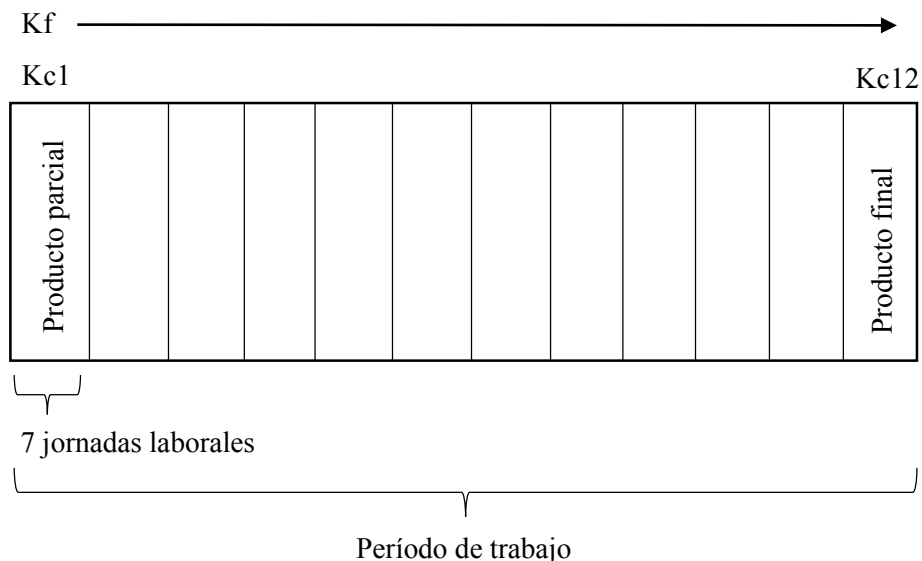 Kf
Kc1
Kc12
Producto parcial
Producto final
7 jornadas laborales
Período de trabajo